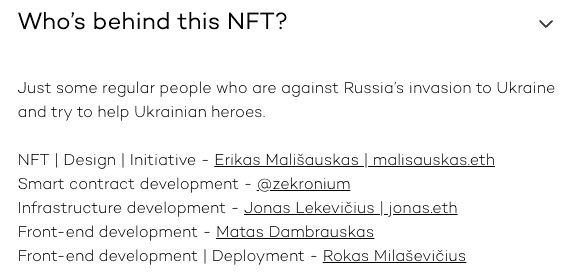 Who's behind this NFT?
Just some regular people who are against Russia's invasion to Ukraine
and try to help Ukrainian heroes.
NFT | Design | Initiative - Erikas Mališauskas | malisauskas.eth
Smart contract development - @zekronium
Infrastructure development - Jonas Lekevičius | jonas.eth
Front-end development - Matas Dambrauskas
Front-end development | Deployment - Rokas Milaševičius